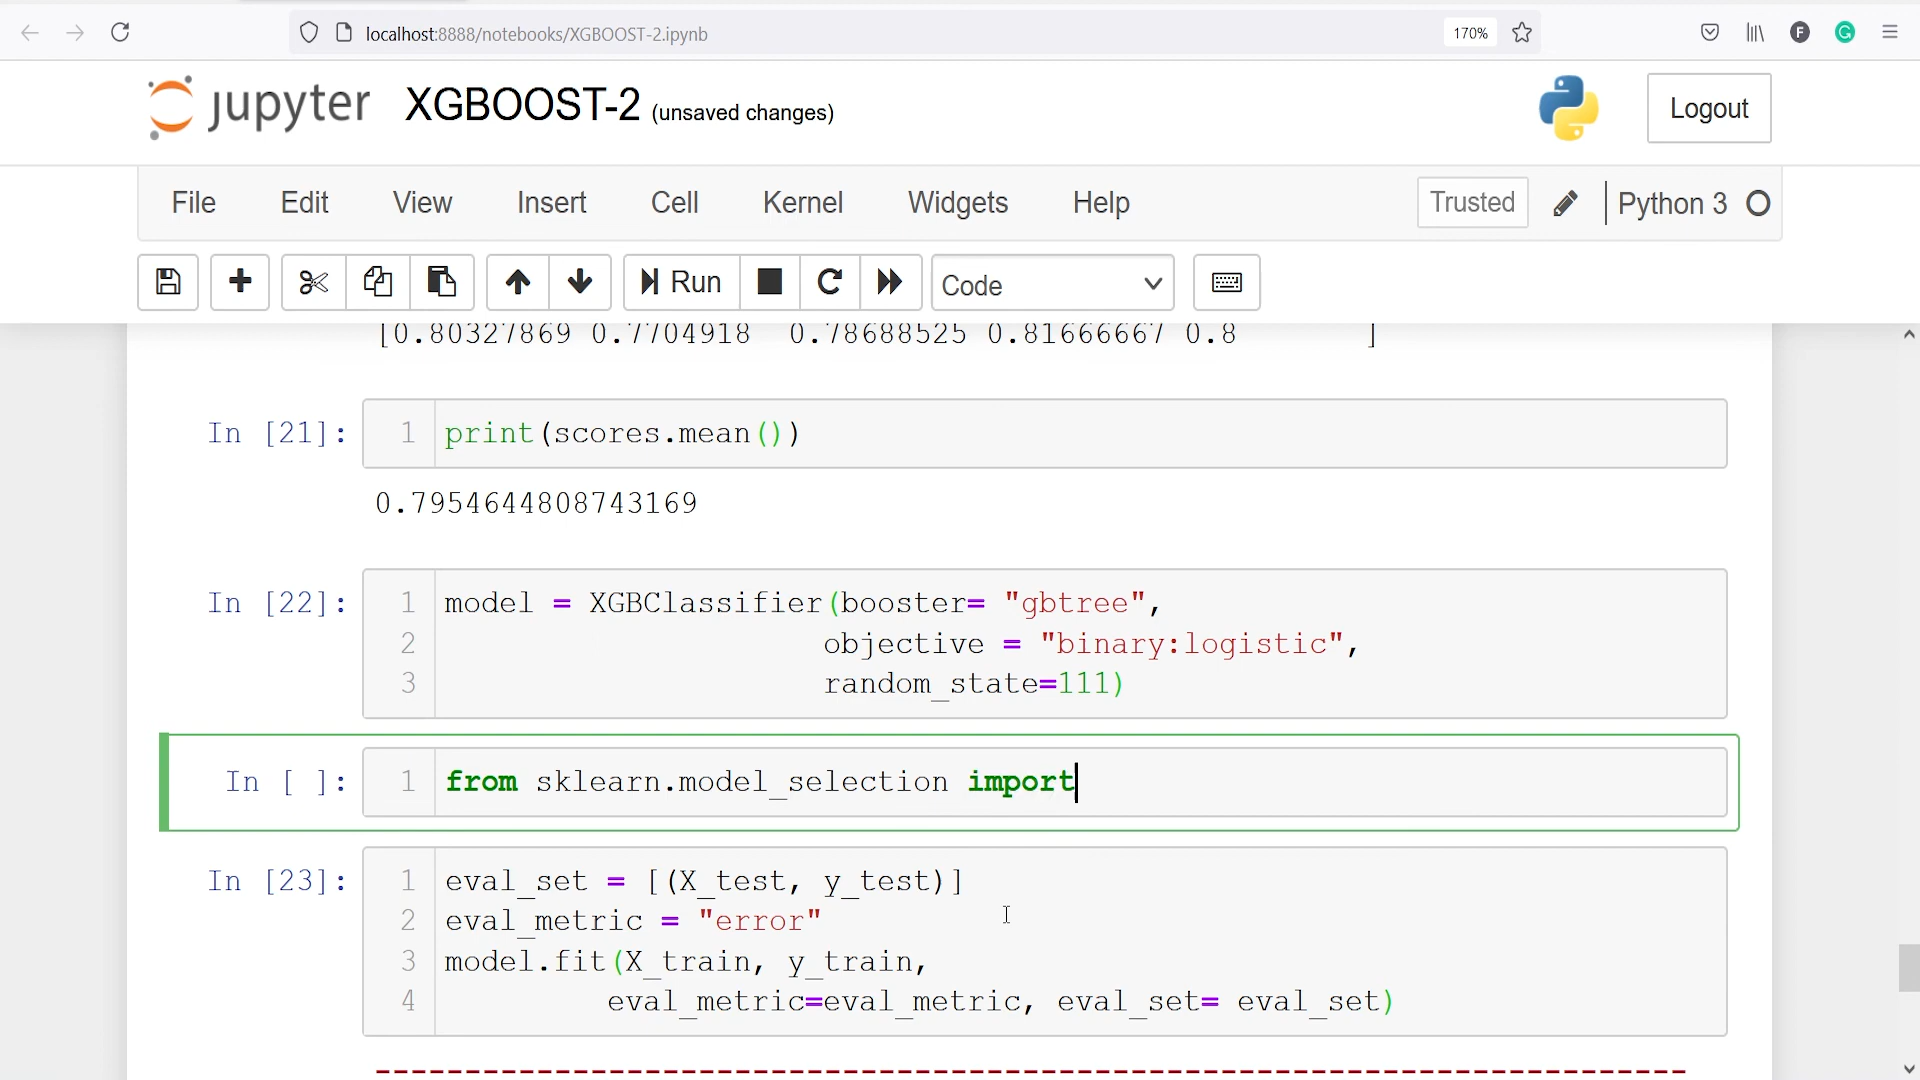 localhost:8888/notebooks/XGBOOST-2.ipynb 170% F G
jupyter XGBOOST-2 (unsaved changes) Logout
File Edit View Insert Cell Kernel Widgets Help Trusted Python 3
Run Code
[0.80327869 0.7704918 0.78688525 0.81666667 0.8 ]
In [21]: 1 print(scores.mean())
0.7954644808743169
In [22]: 1 model = XGBClassifier(booster= "gbtree",
2 objective = "binary:logistic",
3 random_state=111)
In [ ]: 1 from sklearn.model_selection import
In [23]: 1 eval_set = [(X_test, y_test)]
2 eval_metric = "error"
3 model.fit(X_train, y_train,
4 eval_metric=eval_metric, eval_set= eval_set)
---------------------------------------------------------------------------